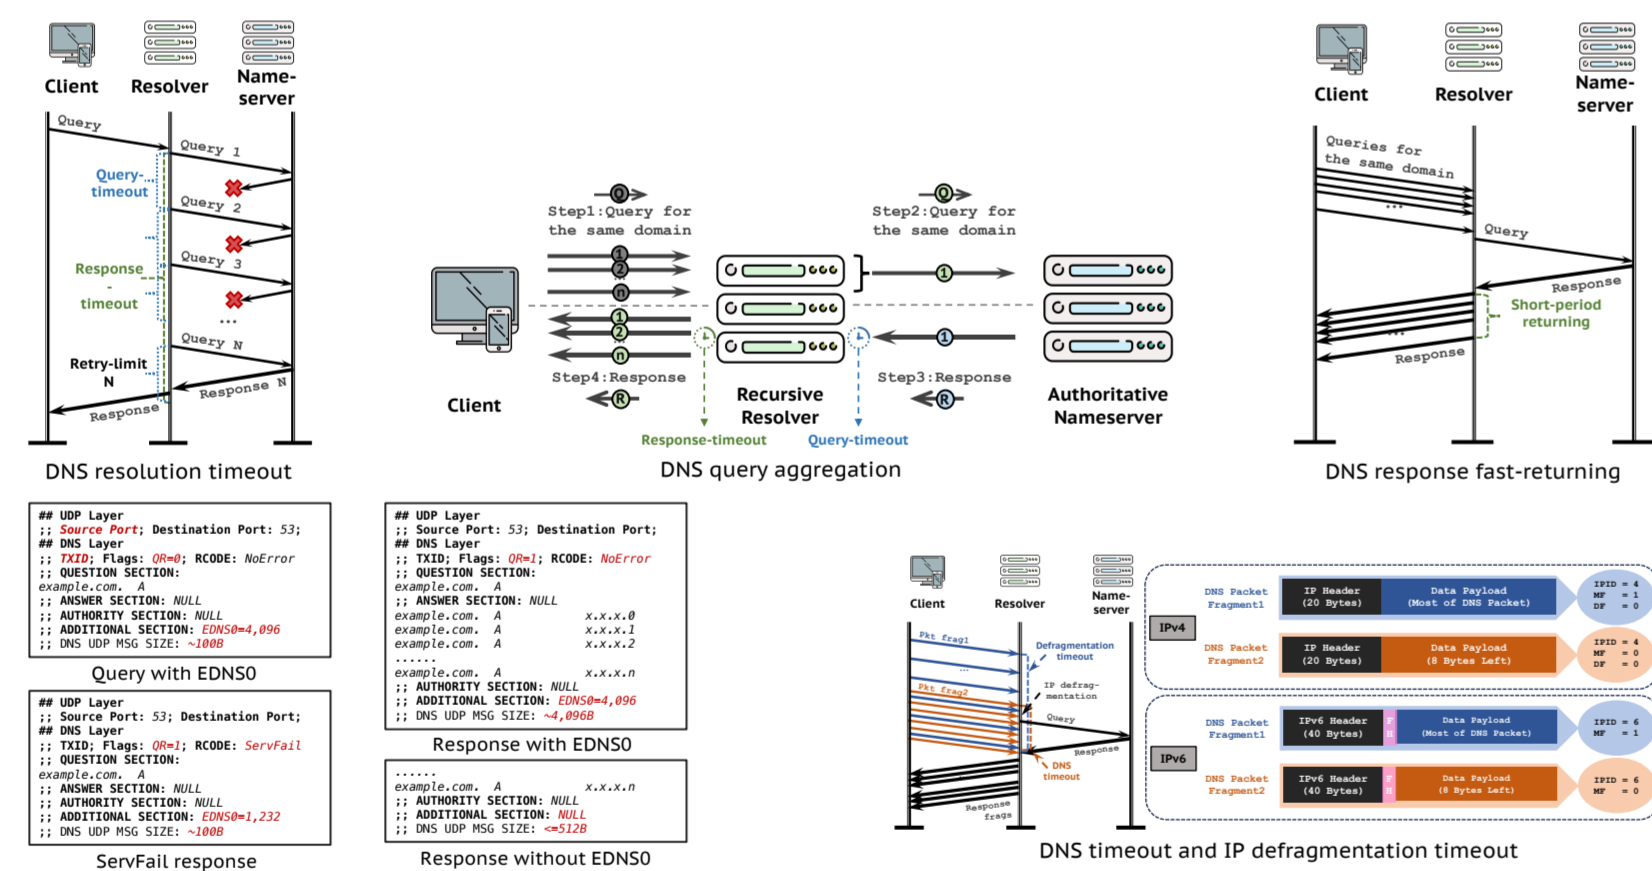 Client
Resolver
Name-
server
Query
Query 1
Query-
timeout
Query 2
Query 3
Response
-
timeout
...
Query N
Retry-limit
N
Response N
Response
DNS resolution timeout
Q
Step1:Query for
the same domain
1
2
...
n
1
2
n
Step4:Response
R
Client
Q
Step2:Query for
the same domain
1
1
Step3:Response
R
Recursive
Resolver
Authoritative
Nameserver
Response-timeout
Query-timeout
DNS query aggregation
Client
Resolver
Name-
server
Queries for
the same domain
...
Query
Response
Short-period
returning
...
Response
DNS response fast-returning
## UDP Layer
;; Source Port; Destination Port: 53;
## DNS Layer
;; TXID; Flags: QR=0; RCODE: NoError
;; QUESTION SECTION:
example.com. A
;; ANSWER SECTION: NULL
;; AUTHORITY SECTION: NULL
;; ADDITIONAL SECTION: EDNS0=4,096
;; DNS UDP MSG SIZE: ~100B
Query with EDNS0
## UDP Layer
;; Source Port: 53; Destination Port;
## DNS Layer
;; TXID; Flags: QR=1; RCODE: ServFail
;; QUESTION SECTION:
example.com. A
;; ANSWER SECTION: NULL
;; AUTHORITY SECTION: NULL
;; ADDITIONAL SECTION: EDNS0=1,232
;; DNS UDP MSG SIZE: ~100B
ServFail response
## UDP Layer
;; Source Port: 53; Destination Port;
## DNS Layer
;; TXID; Flags: QR=1; RCODE: NoError
;; QUESTION SECTION:
example.com. A
;; ANSWER SECTION: NULL
example.com. A x.x.x.0
example.com. A x.x.x.1
example.com. A x.x.x.2
......
example.com. A x.x.x.n
;; AUTHORITY SECTION: NULL
;; ADDITIONAL SECTION: EDNS0=4,096
;; DNS UDP MSG SIZE: ~4,096B
Response with EDNS0
......
example.com. A x.x.x.n
;; AUTHORITY SECTION: NULL
;; ADDITIONAL SECTION: NULL
;; DNS UDP MSG SIZE: <=512B
Response without EDNS0
Client
Resolver
Name-
server
Pkt frag1
...
Pkt frag2
Defragmentation
timeout
IP defrag-
mentation
Query
Response
DNS
timeout
Response
frags
IPv4
DNS Packet
Fragment1
IP Header
(20 Bytes)
Data Payload
(Most of DNS Packet)
IPID = 4
MF = 1
DF = 0
DNS Packet
Fragment2
IP Header
(20 Bytes)
Data Payload
(8 Bytes Left)
IPID = 4
MF = 0
DF = 0
IPv6
DNS Packet
Fragment1
IPv6 Header
(40 Bytes)
F
H
Data Payload
(Most of DNS Packet)
IPID = 6
MF = 1
DNS Packet
Fragment2
IPv6 Header
(40 Bytes)
F
H
Data Payload
(8 Bytes Left)
IPID = 6
MF = 0
DNS timeout and IP defragmentation timeout